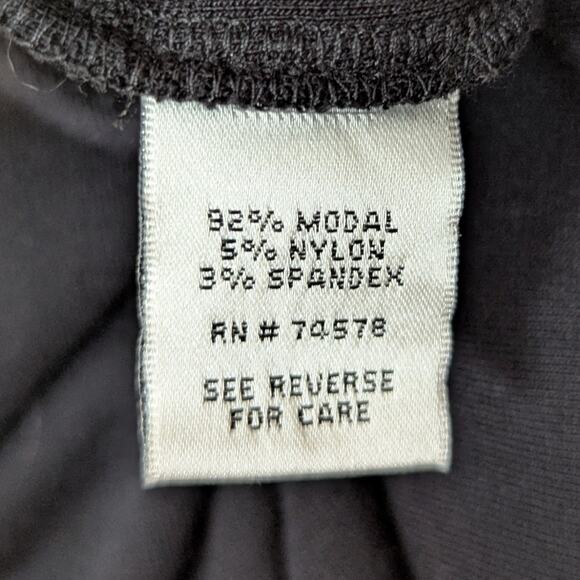 92% MODAL
5% NYLON
3% SPANDEX
RN # 74578
SEE REVERSE
FOR CARE